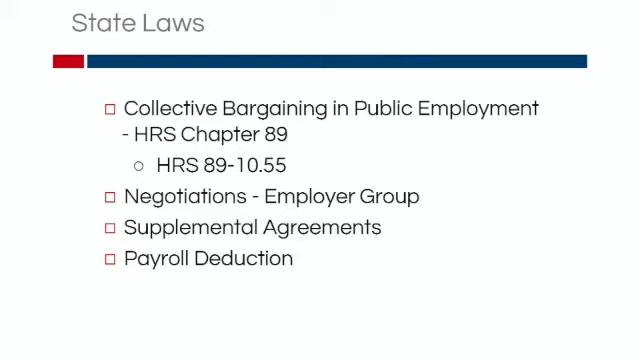 State Laws
Collective Bargaining in Public Employment
- HRS Chapter 89
HRS 89-10.55
Negotiations - Employer Group
Supplemental Agreements
Payroll Deduction